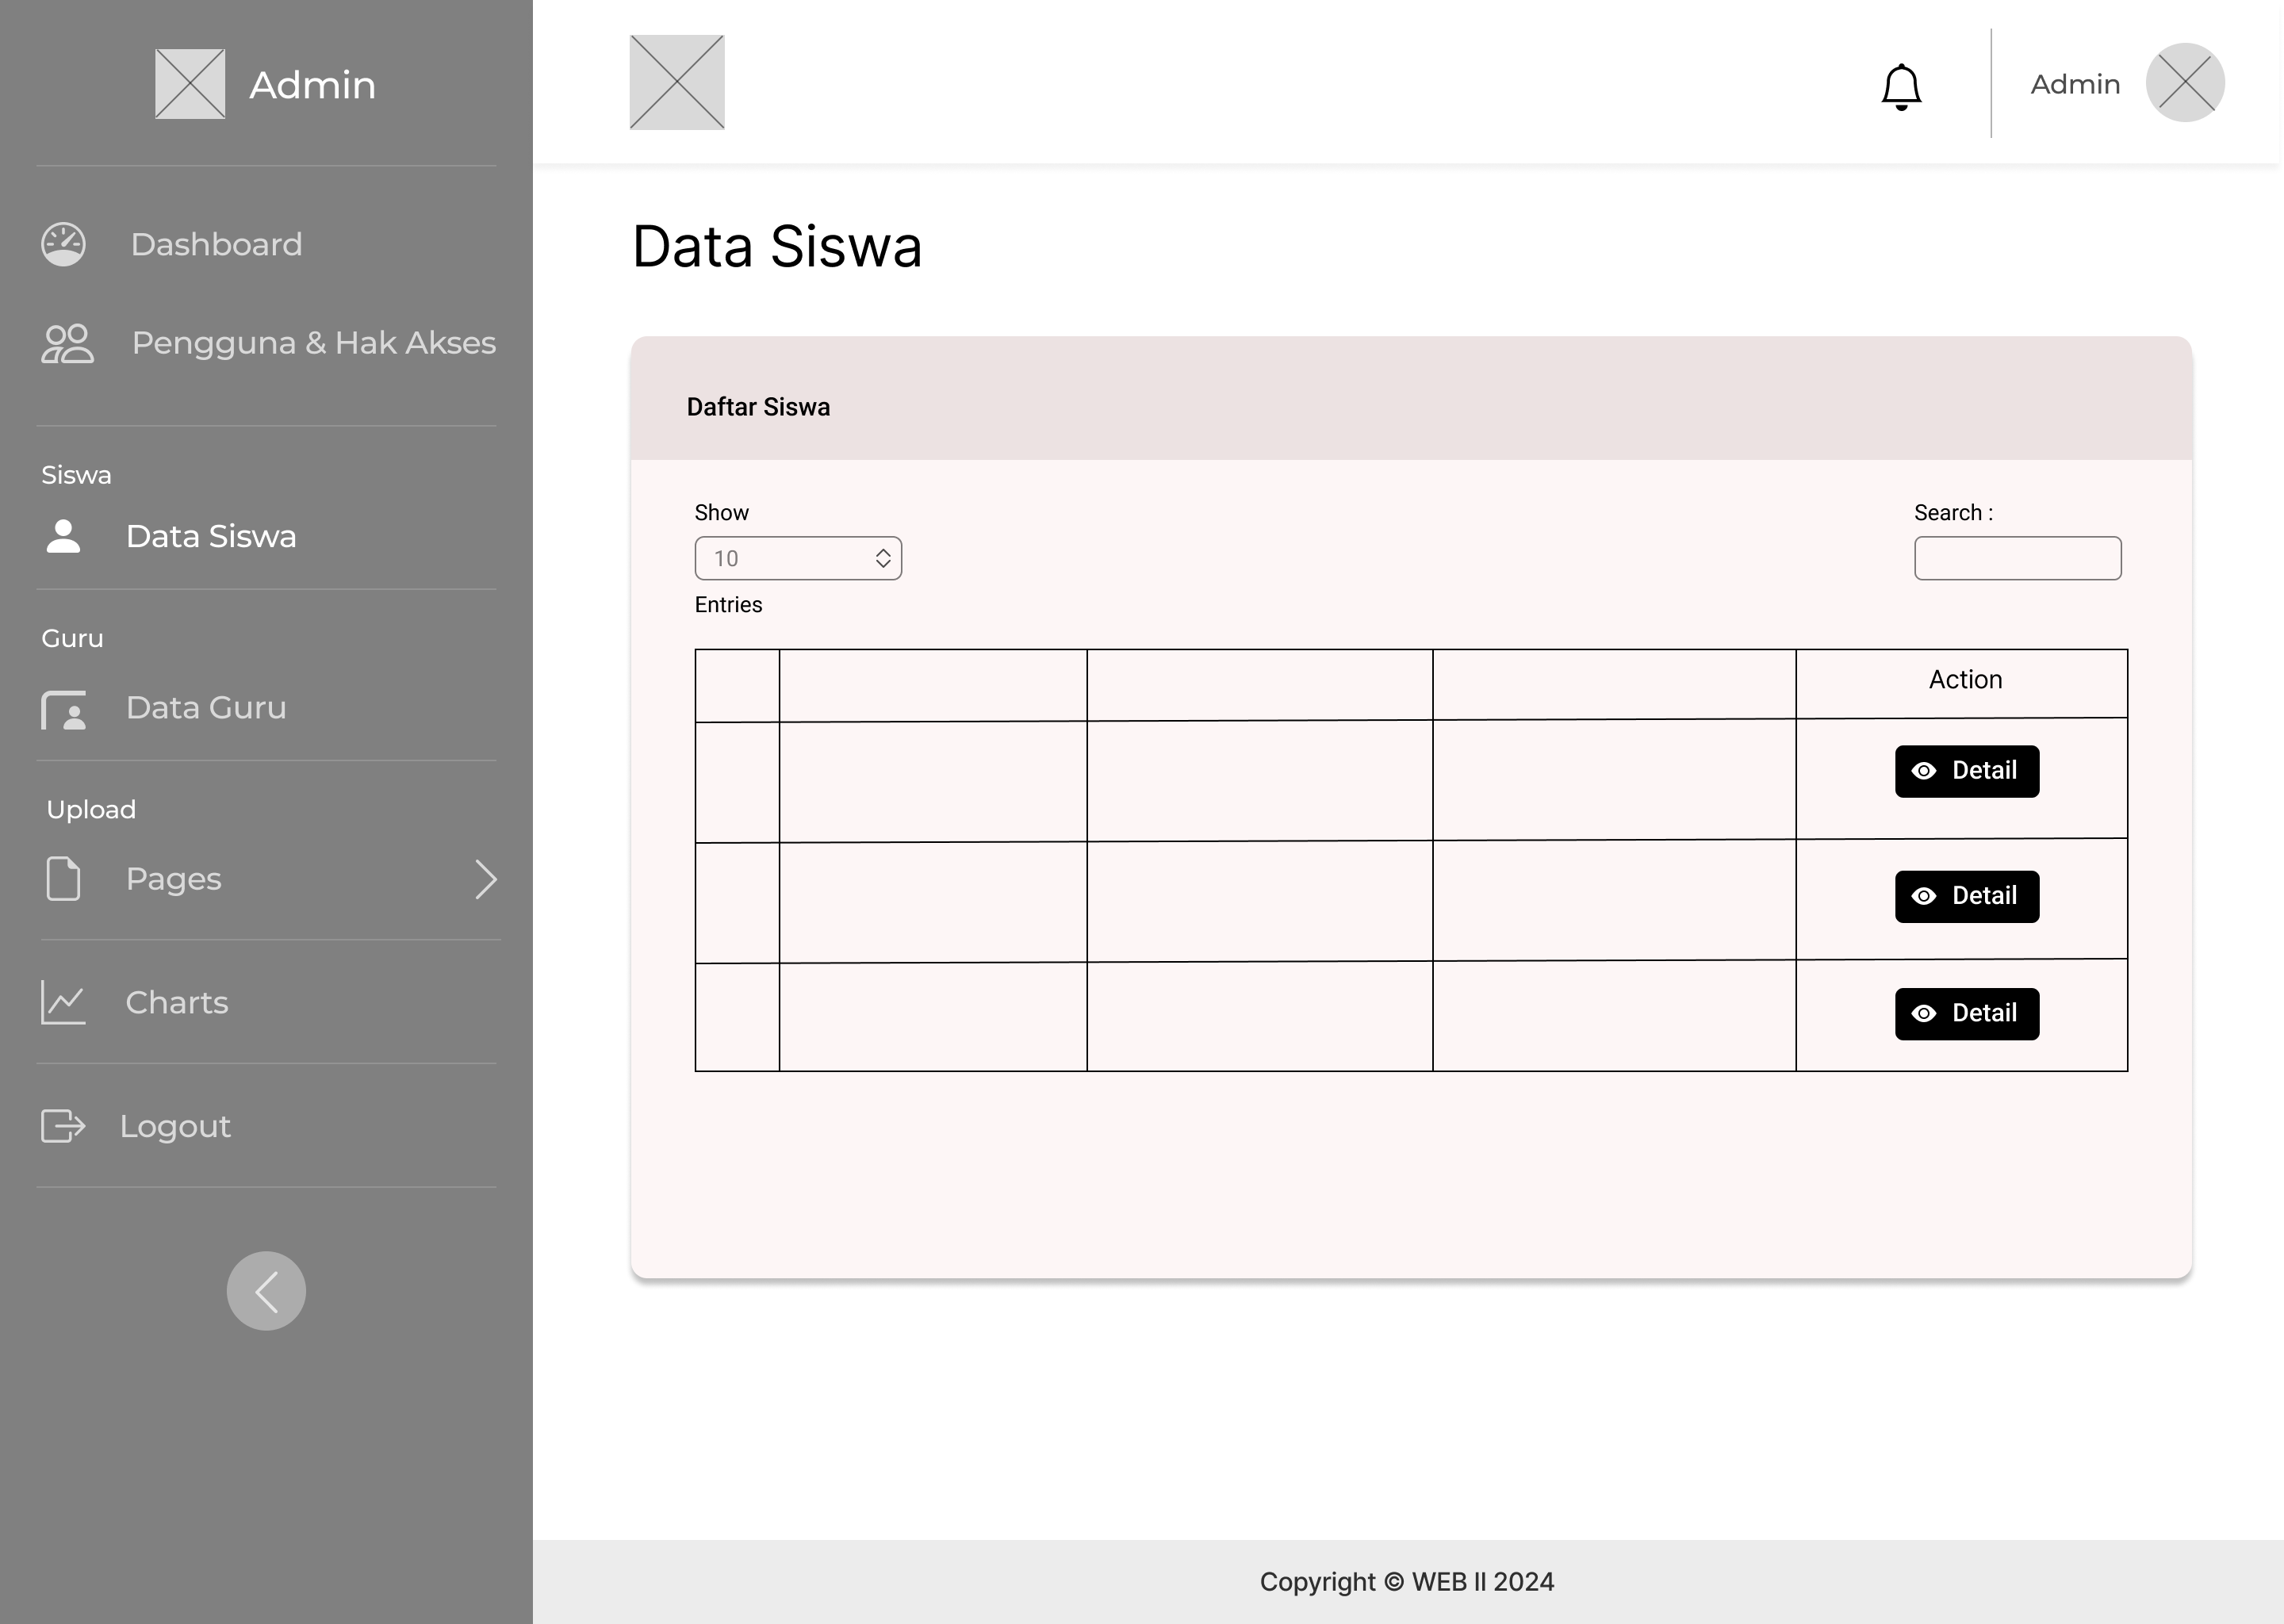 Admin
Dashboard
Pengguna & Hak Akses
Siswa
Data Siswa
Guru
Data Guru
Upload
Pages
Charts
Logout
Admin
Data Siswa
Daftar Siswa
Show
10
Entries
Search :
Action
Detail
Detail
Detail
Copyright © WEB II 2024